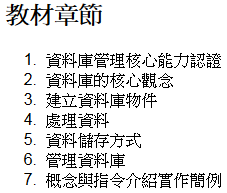 教材章節
1. 資料庫管理核心能力認證
2. 資料庫的核心觀念
3. 建立資料庫物件
4. 處理資料
5. 資料儲存方式
6. 管理資料庫
7. 概念與指令介紹實作簡例